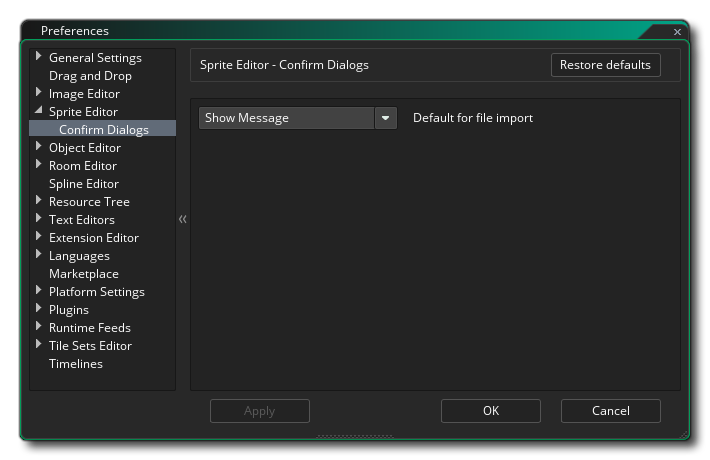 Preferences
General Settings
Drag and Drop
Image Editor
Sprite Editor
Confirm Dialogs
Object Editor
Room Editor
Spline Editor
Resource Tree
Text Editors
Extension Editor
Languages
Marketplace
Platform Settings
Plugins
Runtime Feeds
Tile Sets Editor
Timelines
Sprite Editor - Confirm Dialogs
Restore defaults
Show Message
Default for file import
Apply
OK
Cancel